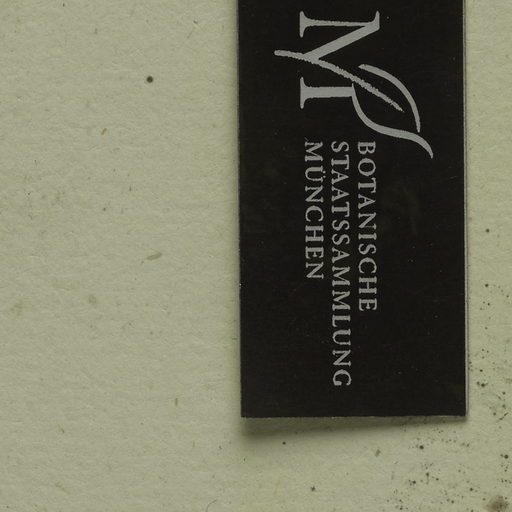 M
BOTANISCHE
STAATSSAMMLUNG
MÜNCHEN